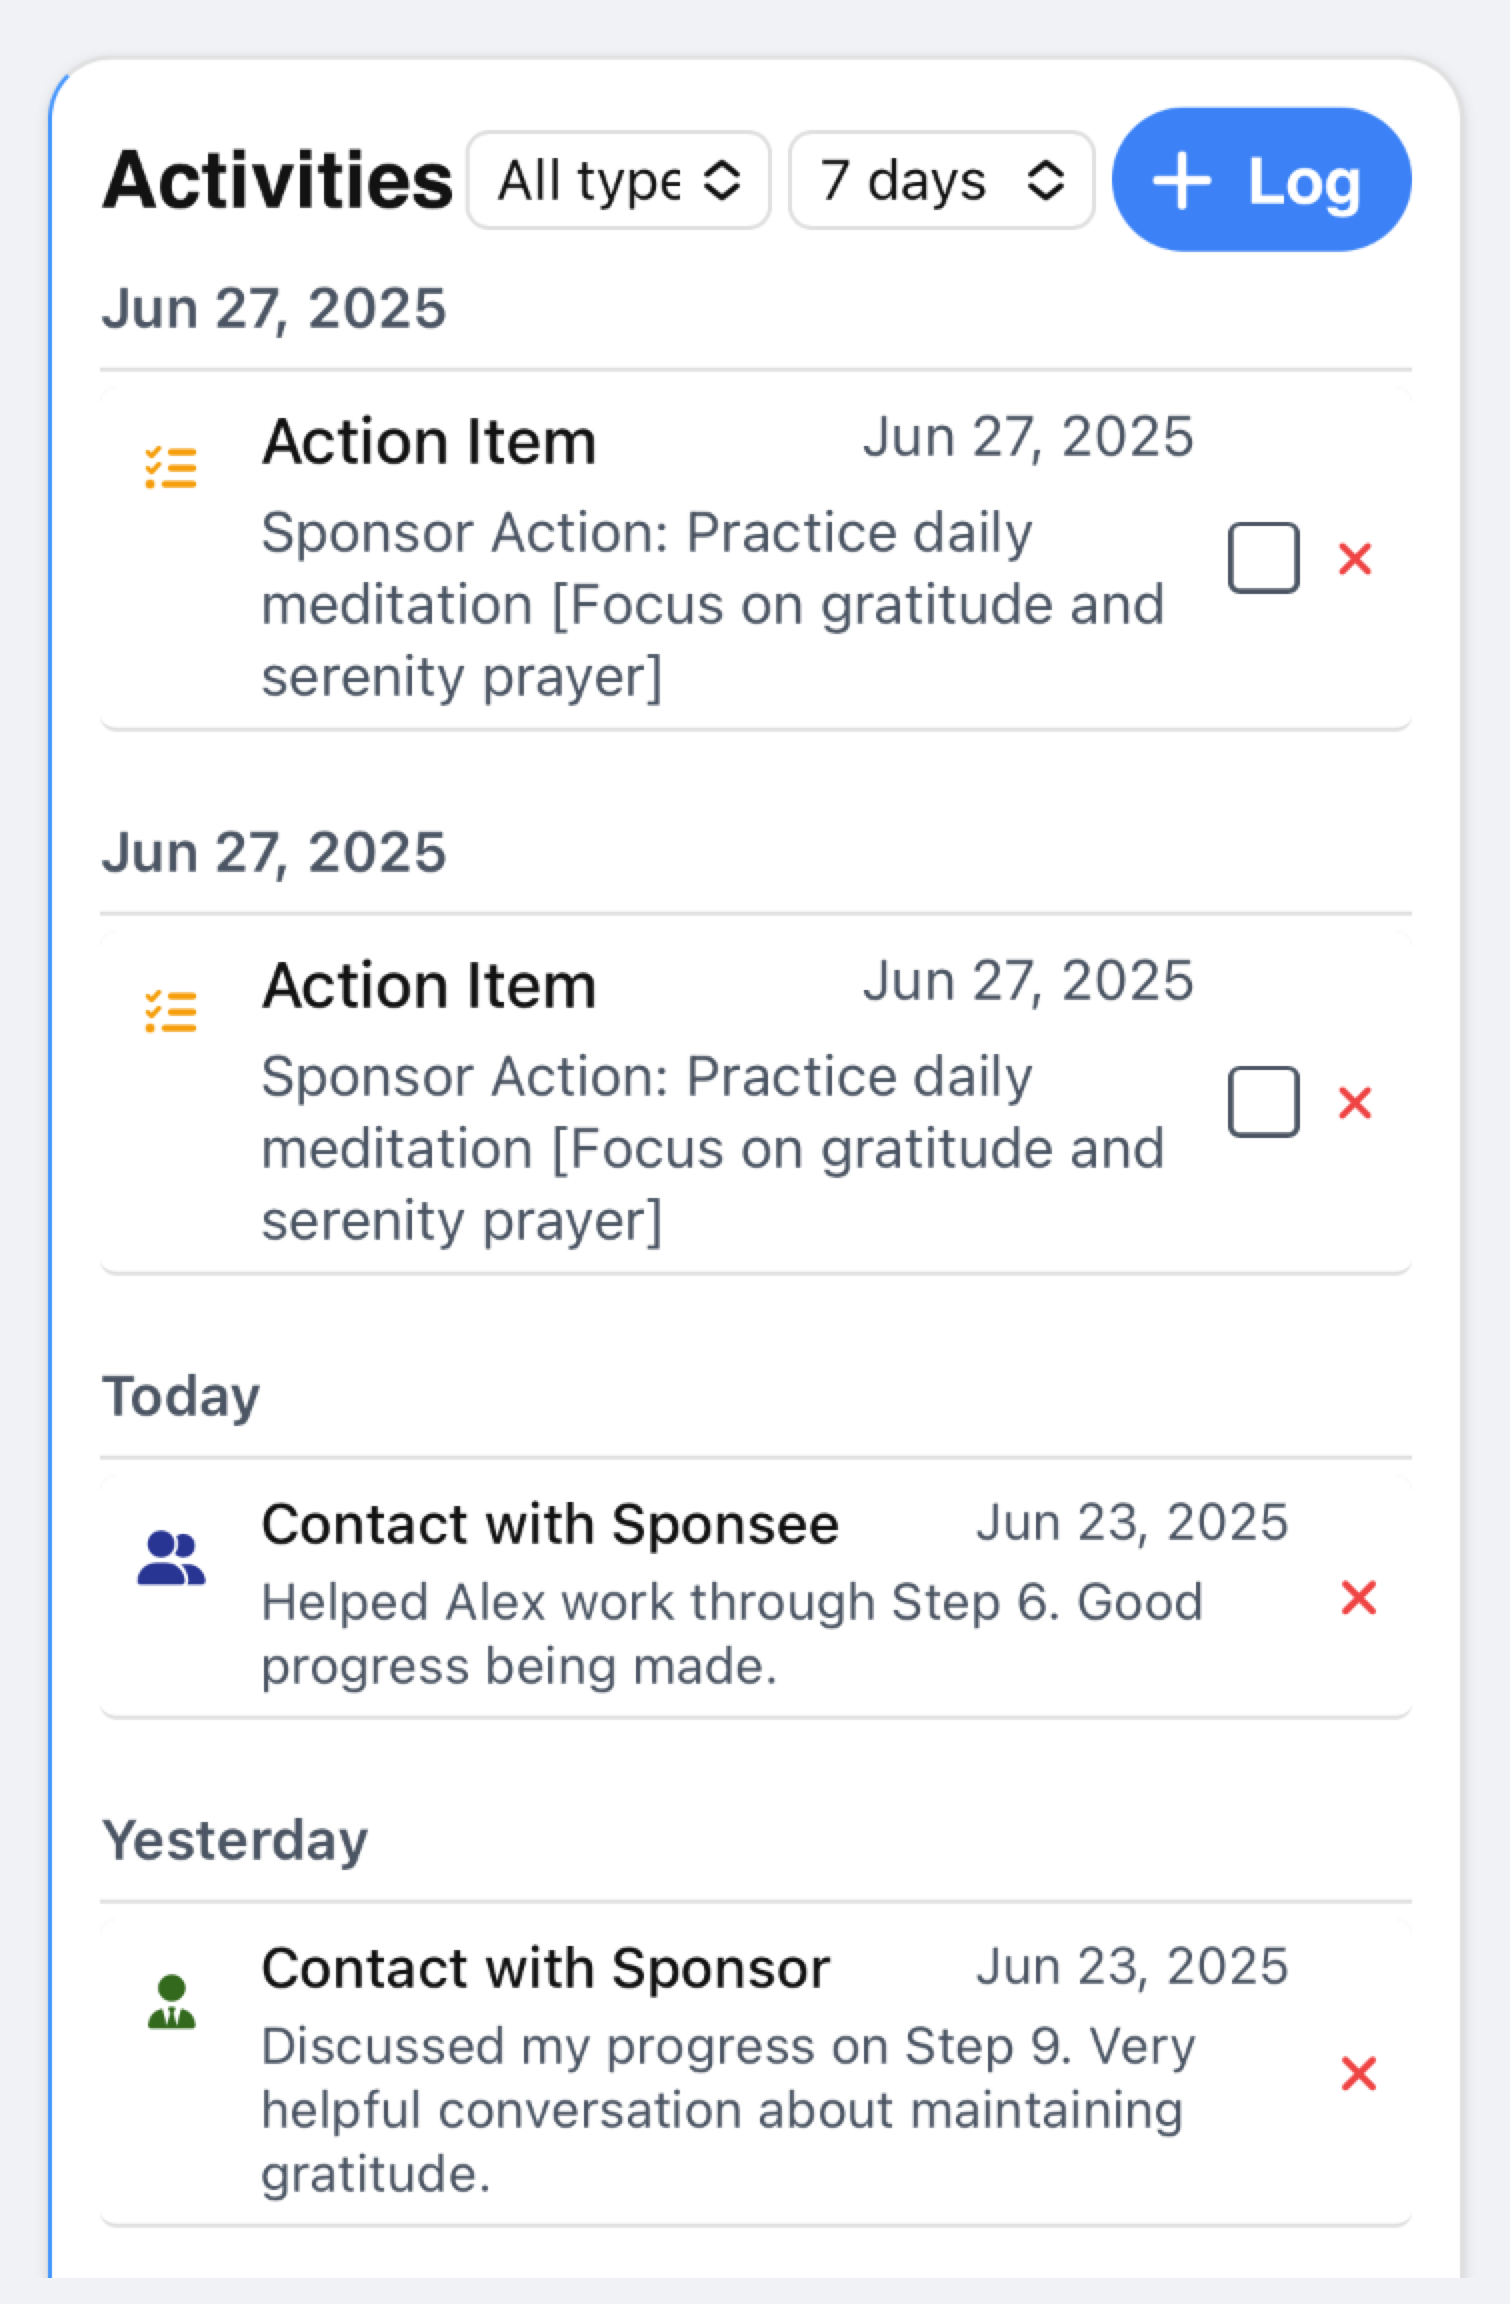 Activities All type 7 days + Log
Jun 27, 2025
Action Item Jun 27, 2025
Sponsor Action: Practice daily
meditation [Focus on gratitude and
serenity prayer]
Jun 27, 2025
Action Item Jun 27, 2025
Sponsor Action: Practice daily
meditation [Focus on gratitude and
serenity prayer]
Today
Contact with Sponsee Jun 23, 2025
Helped Alex work through Step 6. Good
progress being made.
Yesterday
Contact with Sponsor Jun 23, 2025
Discussed my progress on Step 9. Very
helpful conversation about maintaining
gratitude.